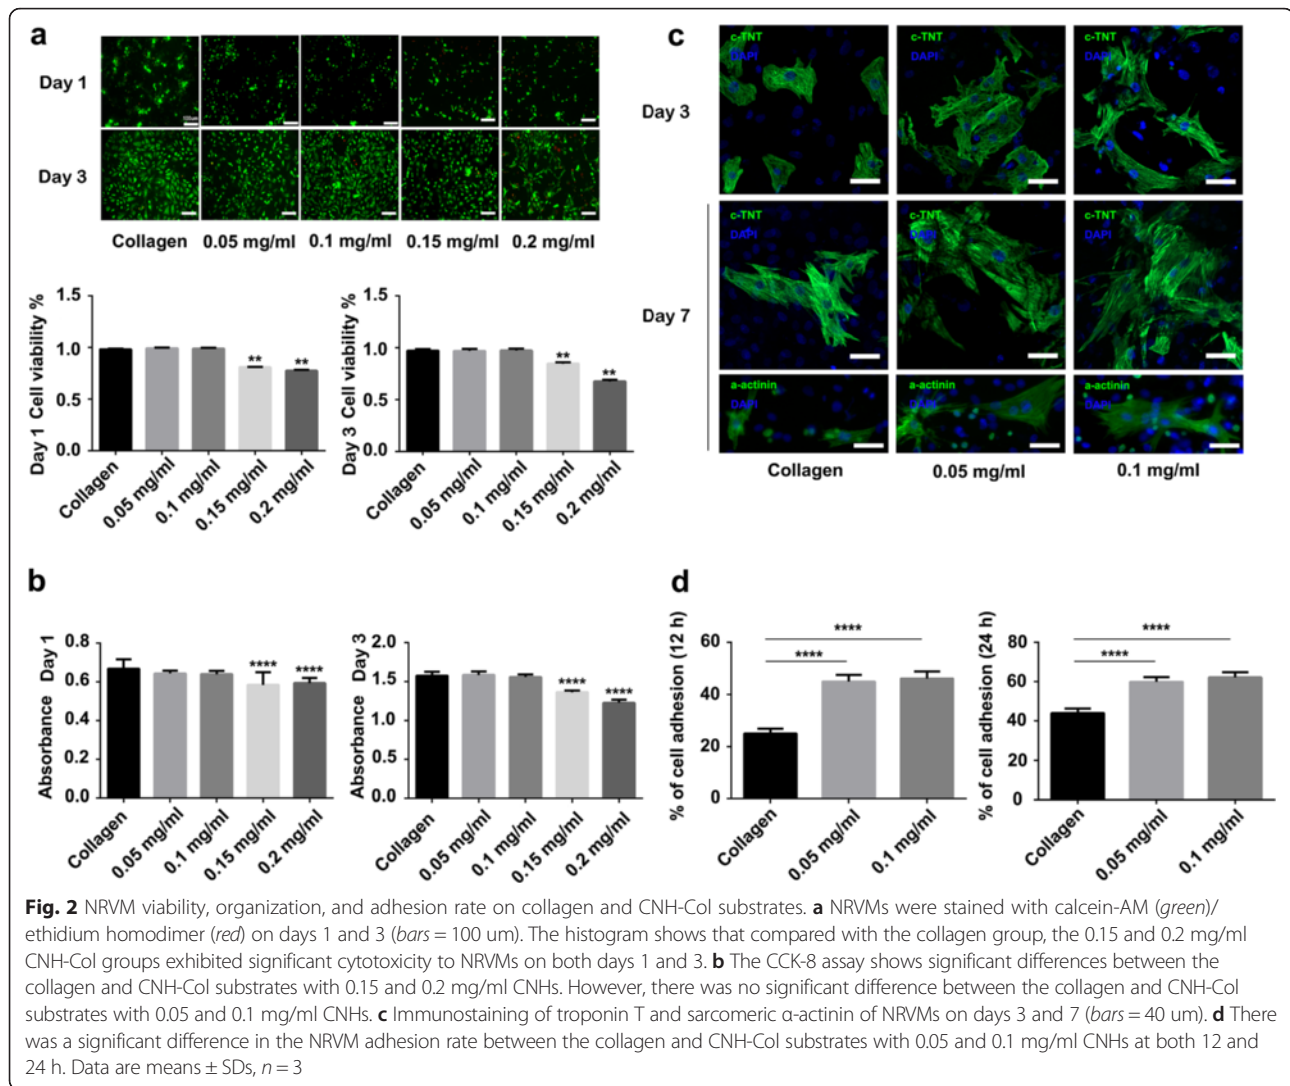 a
Day 1
100um
Day 3
Collagen 0.05 mg/ml 0.1 mg/ml 0.15 mg/ml 0.2 mg/ml
Day 1 Cell viability %
1.5
1.0
0.5
0.0
** **
Collagen
0.05 mg/ml
0.1 mg/ml
0.15 mg/ml
0.2 mg/ml
Day 3 Cell viability %
1.5
1.0
0.5
0.0
**
**
Collagen
0.05 mg/ml
0.1 mg/ml
0.15 mg/ml
0.2 mg/ml
b
Absorbance Day 1
0.8
0.6
0.4
0.2
0.0
**** ****
Collagen
0.05 mg/ml
0.1 mg/ml
0.15 mg/ml
0.2 mg/ml
Absorbance Day 3
2.0
1.5
1.0
0.5
0.0
****
****
Collagen
0.05 mg/ml
0.1 mg/ml
0.15 mg/ml
0.2 mg/ml
c
Day 3
c-TNT
DAPI
c-TNT
DAPI
c-TNT
DAPI
Day 7
c-TNT
DAPI
c-TNT
DAPI
c-TNT
DAPI
a-actinin
DAPI
a-actinin
DAPI
a-actinin
DAPI
Collagen 0.05 mg/ml 0.1 mg/ml
d
% of cell adhesion (12 h)
60
40
20
0
****
****
Collagen
0.05 mg/ml
0.1 mg/ml
% of cell adhesion (24 h)
80
60
40
20
0
****
****
Collagen
0.05 mg/ml
0.1 mg/ml
Fig. 2 NRVM viability, organization, and adhesion rate on collagen and CNH-Col substrates. a NRVMs were stained with calcein-AM (green)/
ethidium homodimer (red) on days 1 and 3 (bars = 100 um). The histogram shows that compared with the collagen group, the 0.15 and 0.2 mg/ml
CNH-Col groups exhibited significant cytotoxicity to NRVMs on both days 1 and 3. b The CCK-8 assay shows significant differences between the
collagen and CNH-Col substrates with 0.15 and 0.2 mg/ml CNHs. However, there was no significant difference between the collagen and CNH-Col
substrates with 0.05 and 0.1 mg/ml CNHs. c Immunostaining of troponin T and sarcomeric α-actinin of NRVMs on days 3 and 7 (bars = 40 um). d There
was a significant difference in the NRVM adhesion rate between the collagen and CNH-Col substrates with 0.05 and 0.1 mg/ml CNHs at both 12 and
24 h. Data are means ± SDs, n = 3